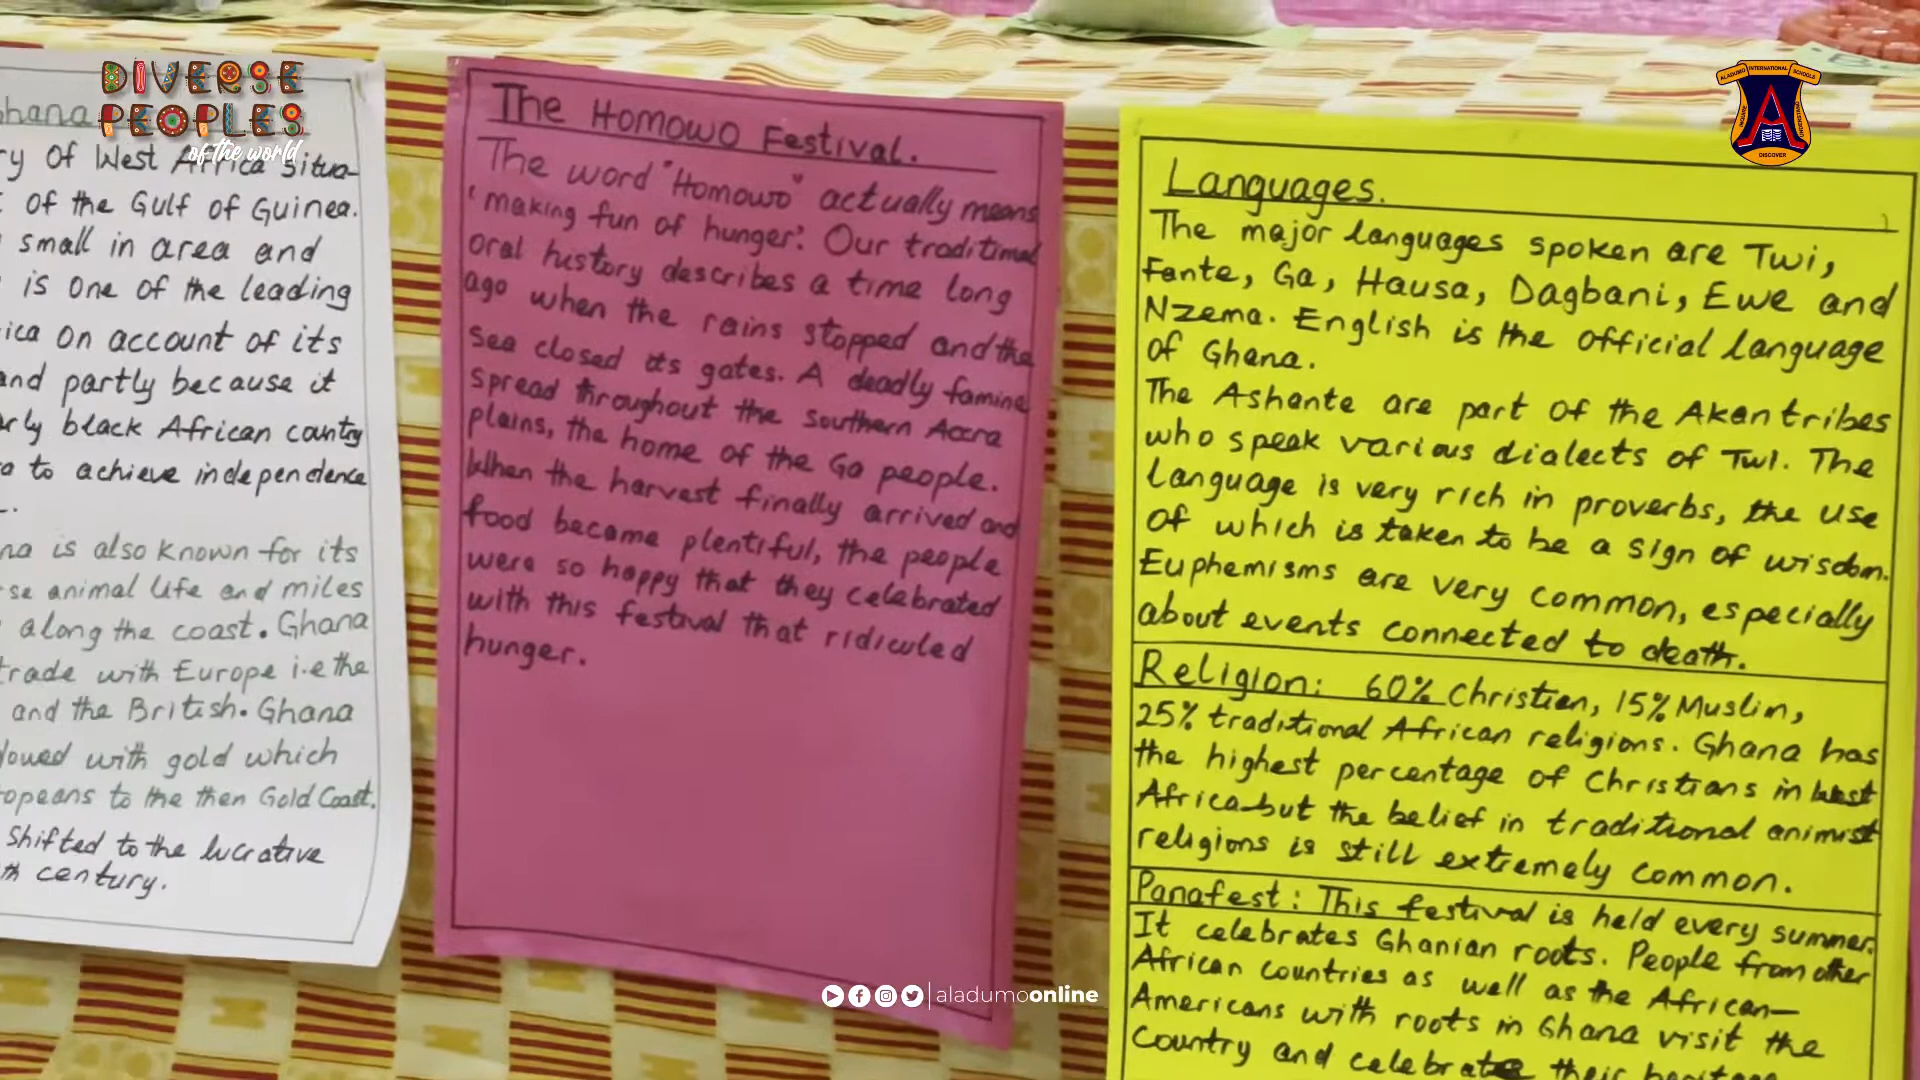 DIVERSE
PEOPLES
of the world
ALADUMO INTERNATIONAL SCHOOLS
A
DISCOVER
hana
ry Of West Africa Situa-
of the Gulf of Guinea.
small in area and
is one of the leading
ica on account of its
and partly because it
rly black African country
a to achieve independence
na is also known for its
se animal life and miles
along the coast. Ghana
trade with Europe i.e the
and the British. Ghana
lowed with gold which
opeans to the then Gold Coast.
Shifted to the lucrative
th century.
The Homowo Festival.
The word "Homowo" actually means
'making fun of hunger'. Our traditional
oral history describes a time long
ago when the rains stopped and the
sea closed its gates. A deadly famine
spread throughout the Southern Accra
plains, the home of the Ga people.
When the harvest finally arrived and
food became plentiful, the people
were so happy that they celebrated
with this festival that ridiculed
hunger.
Languages.
The major languages spoken are Twi,
Fante, Ga, Hausa, Dagbani, Ewe and
Nzema. English is the official language
of Ghana.
The Ashante are part of the Akan tribes
who speak various dialects of Twi. The
Language is very rich in proverbs, the use
of which is taken to be a sign of wisdom.
Euphemisms are very common, especially
about events connected to death.
Religion: 60% Christian, 15% Muslim,
25% traditional African religions. Ghana has
the highest percentage of Christians in West
Africa but the belief in traditional animist
religions is still extremely common.
Panafest: This festival is held every summer.
It celebrates Ghanian roots. People from other
African countries as well as the African-
Americans with roots in Ghana visit the
Country and celebrate their heritage
aladumoonline